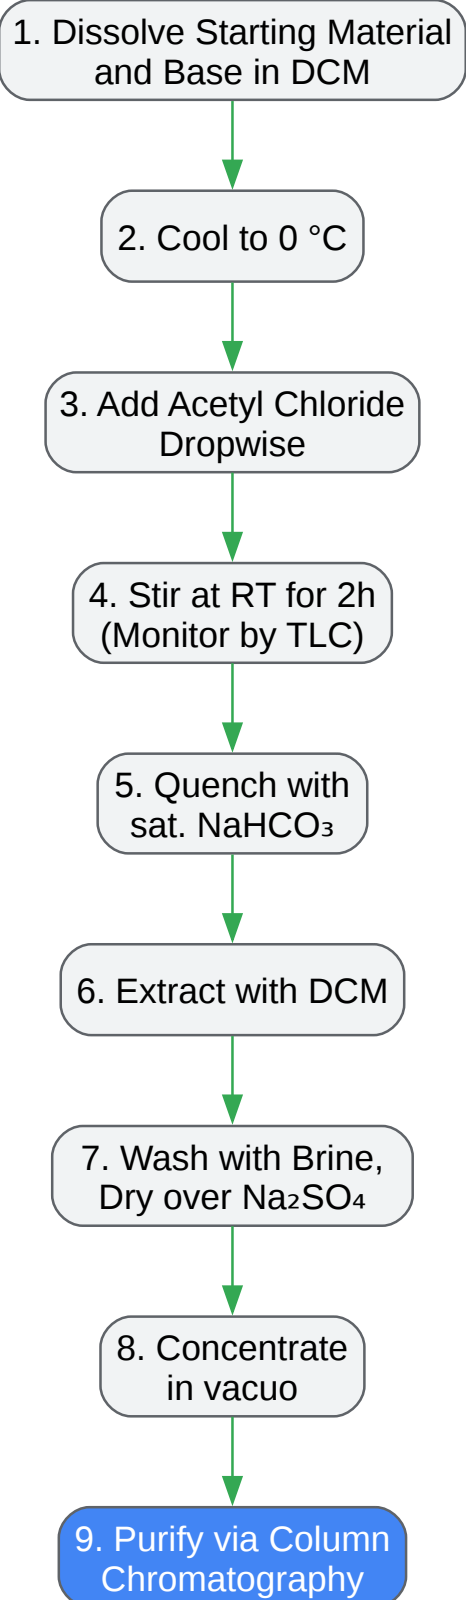 1. Dissolve Starting Material
and Base in DCM
2. Cool to 0 °C
3. Add Acetyl Chloride
Dropwise
4. Stir at RT for 2h
(Monitor by TLC)
5. Quench with
sat. NaHCO₃
6. Extract with DCM
7. Wash with Brine,
Dry over Na₂SO₄
8. Concentrate
in vacuo
9. Purify via Column
Chromatography